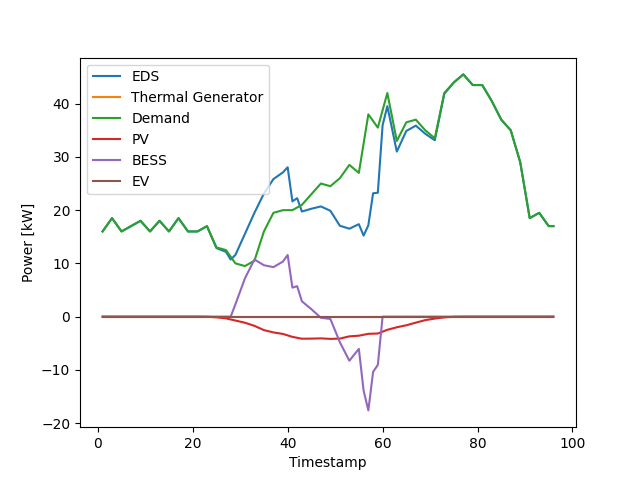 EDS
Thermal Generator
Demand
PV
BESS
EV
Power [kW]
40
30
20
10
0
−10
−20
0 20 40 60 80 100
Timestamp